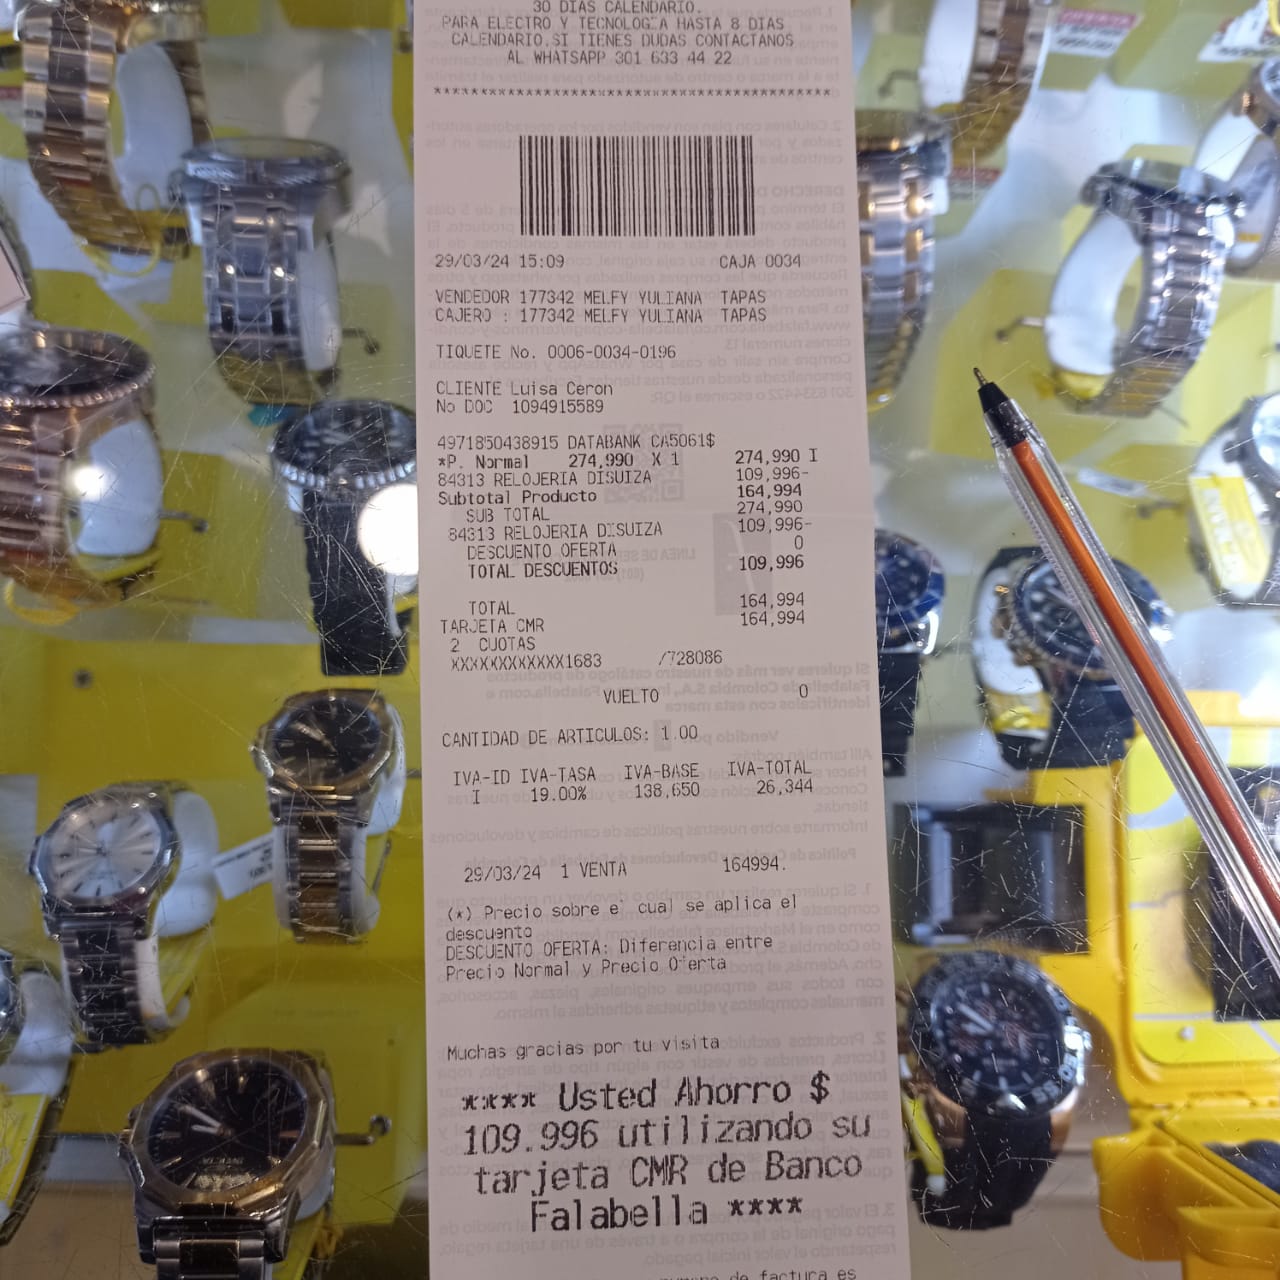 30 DIAS CALENDARIO.
PARA ELECTRO Y TECNOLOGIA HASTA 8 DIAS
CALENDARIO.SI TIENES DUDAS CONTACTANOS
AL WHATSAPP 301 633 44 22
****************************************
29/03/24 15:09 CAJA 0034
VENDEDOR 177342 MELFY YULIANA TAPAS
CAJERO : 177342 MELFY YULIANA TAPAS
TIQUETE No. 0006-0034-0196
CLIENTE Luisa Ceron
No DOC 1094915589
4971850438915 DATABANK CA5061$
*P. Normal 274,990 X 1 274,990 I
84313 RELOJERIA DISUIZA 109,996-
Subtotal Producto 164,994
SUB TOTAL 274,990
84313 RELOJERIA DISUIZA 109,996-
DESCUENTO OFERTA 0
TOTAL DESCUENTOS 109,996
TOTAL 164,994
TARJETA CMR 164,994
2 CUOTAS
XXXXXXXXXXXX1683 /728086
VUELTO 0
CANTIDAD DE ARTICULOS: 1.00
IVA-ID IVA-TASA IVA-BASE IVA-TOTAL
I 19.00% 138,650 26,344
29/03/24 1 VENTA 164994.
(*) Precio sobre el cual se aplica el
descuento
DESCUENTO OFERTA: Diferencia entre
Precio Normal y Precio Oferta
Muchas gracias por tu visita
**** Usted Ahorro $
109.996 utilizando su
tarjeta CMR de Banco
Falabella ****
numero de factura es